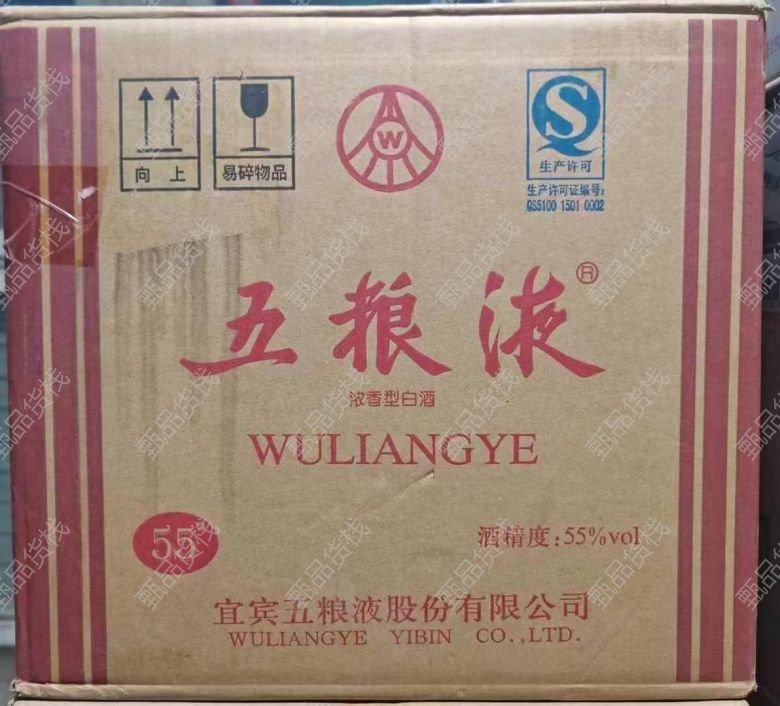 向上
易碎物品
W
QS
生产许可
生产许可证编号:
QS5100 1501 0002
五粮液®
浓香型白酒
WULIANGYE
55°
酒精度:55%vol
宜宾五粮液股份有限公司
WULIANGYE YIBIN CO.,LTD.
甄品货栈